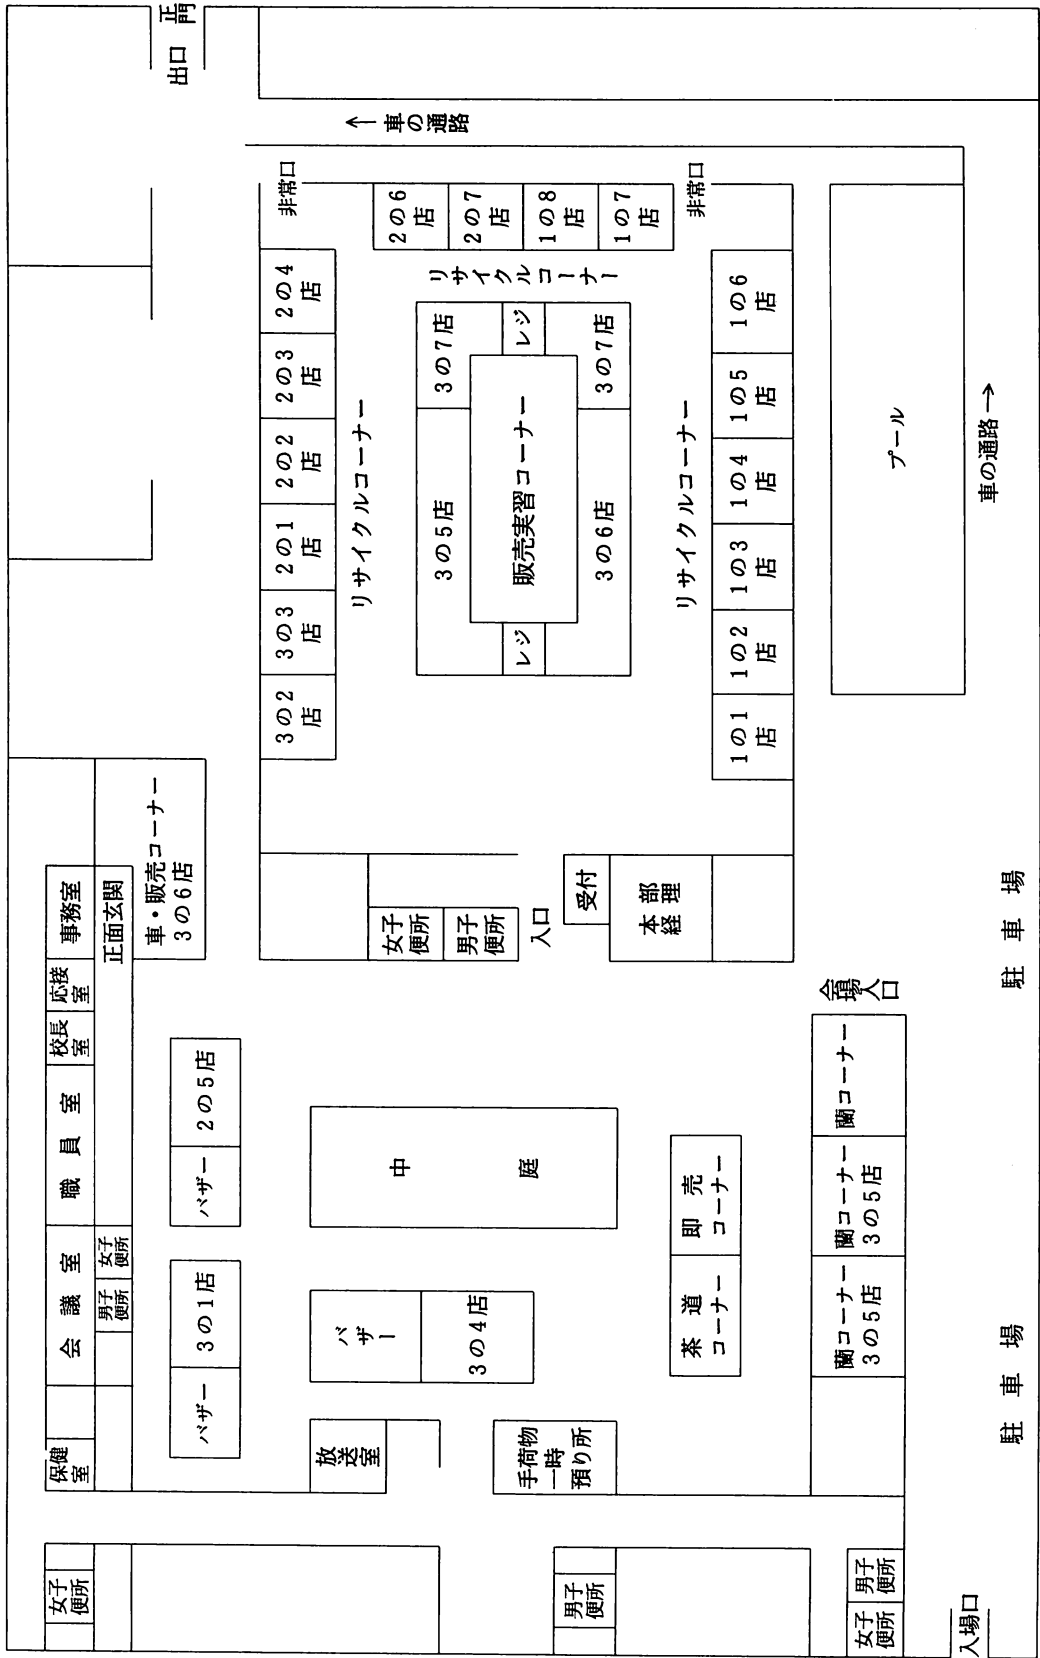 女子
便所
保健
室
会議室
職員室
校長
室
応接
室
事務室
男子
便所
女子
便所
正面玄関
バザー
3の1店
バザー
2の5店
車・販売コーナー
3の6店
出口
正門
放送室
バザー
3の4店
中庭
女子
便所
男子
便所
入口
受付
本部
経理
3の2
店
3の3
店
2の1
店
2の2
店
2の3
店
2の4
店
非常口
リサイクルコーナー
3の5店
3の7店
レジ
販売実習コーナー
レジ
3の6店
3の7店
リサイクルコーナー
2の6
店
2の7
店
1の8
店
1の7
店
←車の通路
リサイクルコーナー
1の1
店
1の2
店
1の3
店
1の4
店
1の5
店
1の6
店
非常口
男子
便所
手荷物
一時
預り所
茶道
コーナー
即売
コーナー
女子
便所
男子
便所
蘭コーナー
3の5店
蘭コーナー
3の5店
蘭コーナー
会場
入口
プール
入場口
駐車場
駐車場
車の通路→